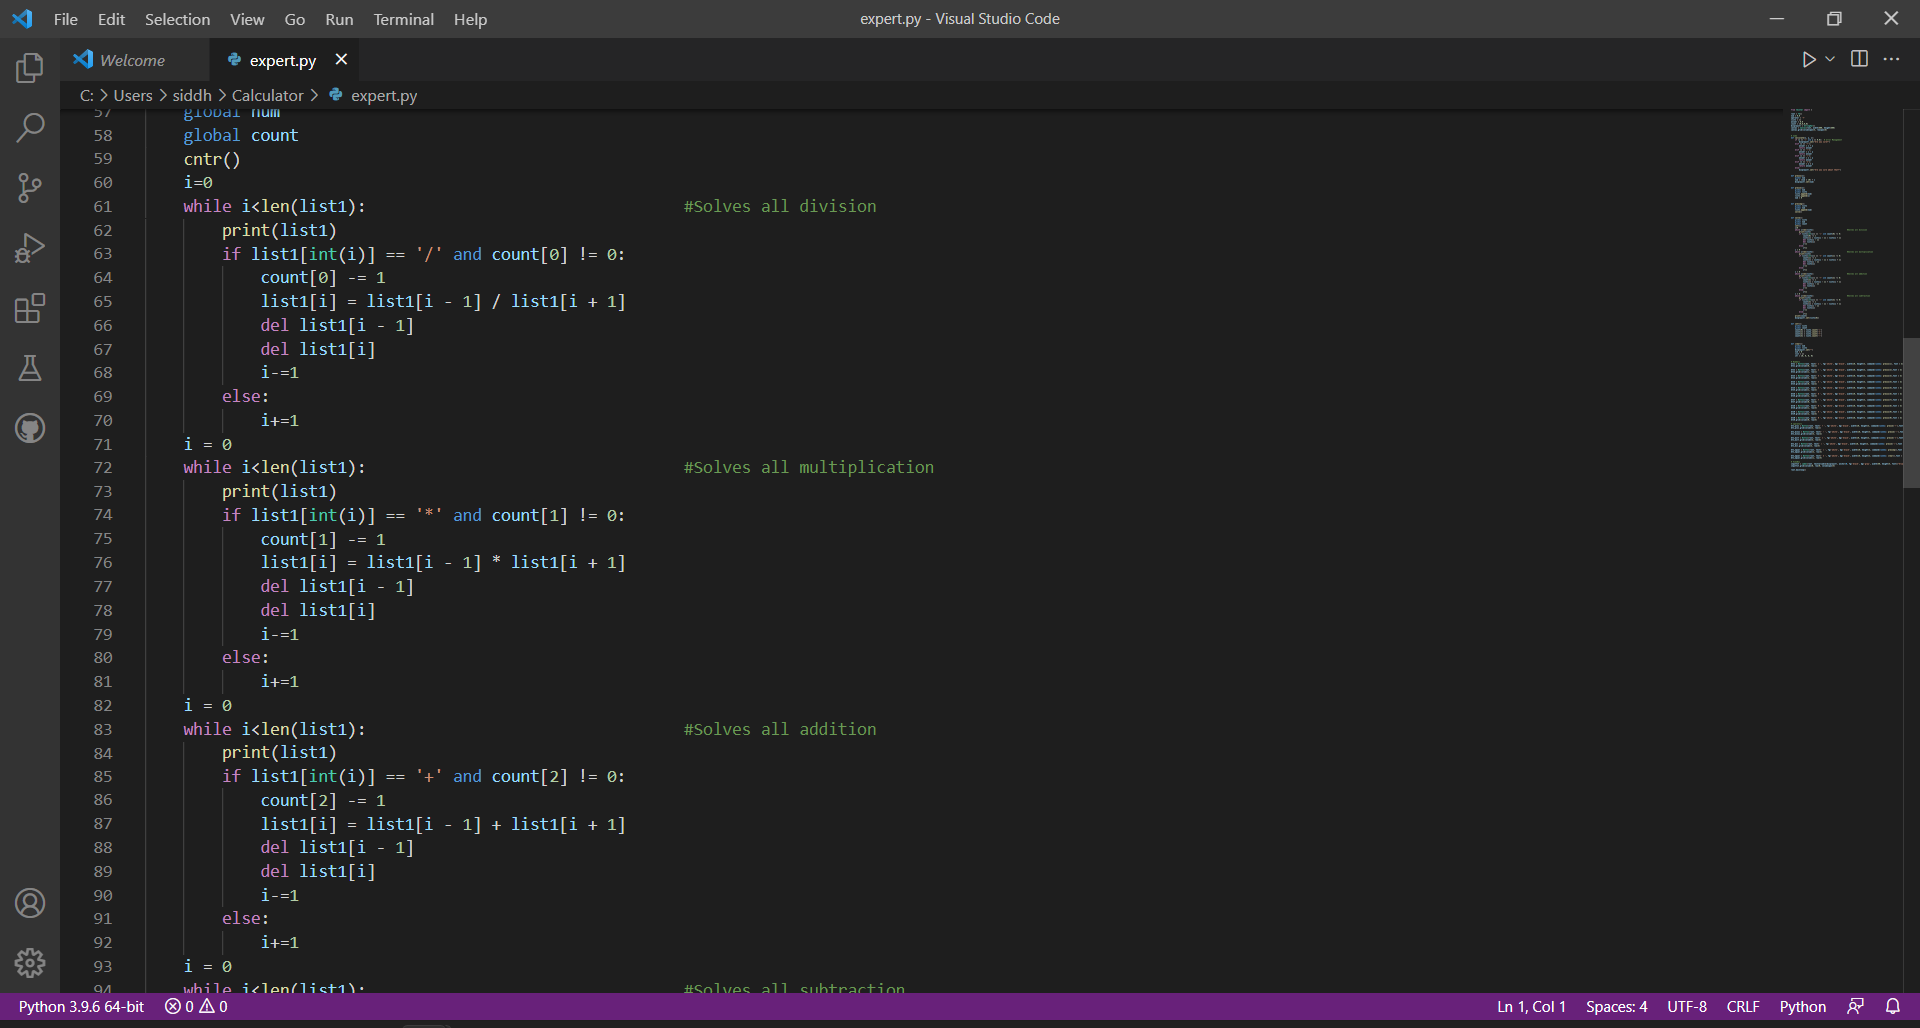 File Edit Selection View Go Run Terminal Help
expert.py - Visual Studio Code
Welcome
expert.py
C: > Users > siddh > Calculator > expert.py
57 global num
58 global count
59 cntr()
60 i=0
61 while i<len(list1): #Solves all division
62 print(list1)
63 if list1[int(i)] == '/' and count[0] != 0:
64 count[0] -= 1
65 list1[i] = list1[i - 1] / list1[i + 1]
66 del list1[i - 1]
67 del list1[i]
68 i-=1
69 else:
70 i+=1
71 i = 0
72 while i<len(list1): #Solves all multiplication
73 print(list1)
74 if list1[int(i)] == '*' and count[1] != 0:
75 count[1] -= 1
76 list1[i] = list1[i - 1] * list1[i + 1]
77 del list1[i - 1]
78 del list1[i]
79 i-=1
80 else:
81 i+=1
82 i = 0
83 while i<len(list1): #Solves all addition
84 print(list1)
85 if list1[int(i)] == '+' and count[2] != 0:
86 count[2] -= 1
87 list1[i] = list1[i - 1] + list1[i + 1]
88 del list1[i - 1]
89 del list1[i]
90 i-=1
91 else:
92 i+=1
93 i = 0
94 while i<len(list1): #Solves all subtraction
Python 3.9.6 64-bit 0 0 Ln 1, Col 1 Spaces: 4 UTF-8 CRLF Python